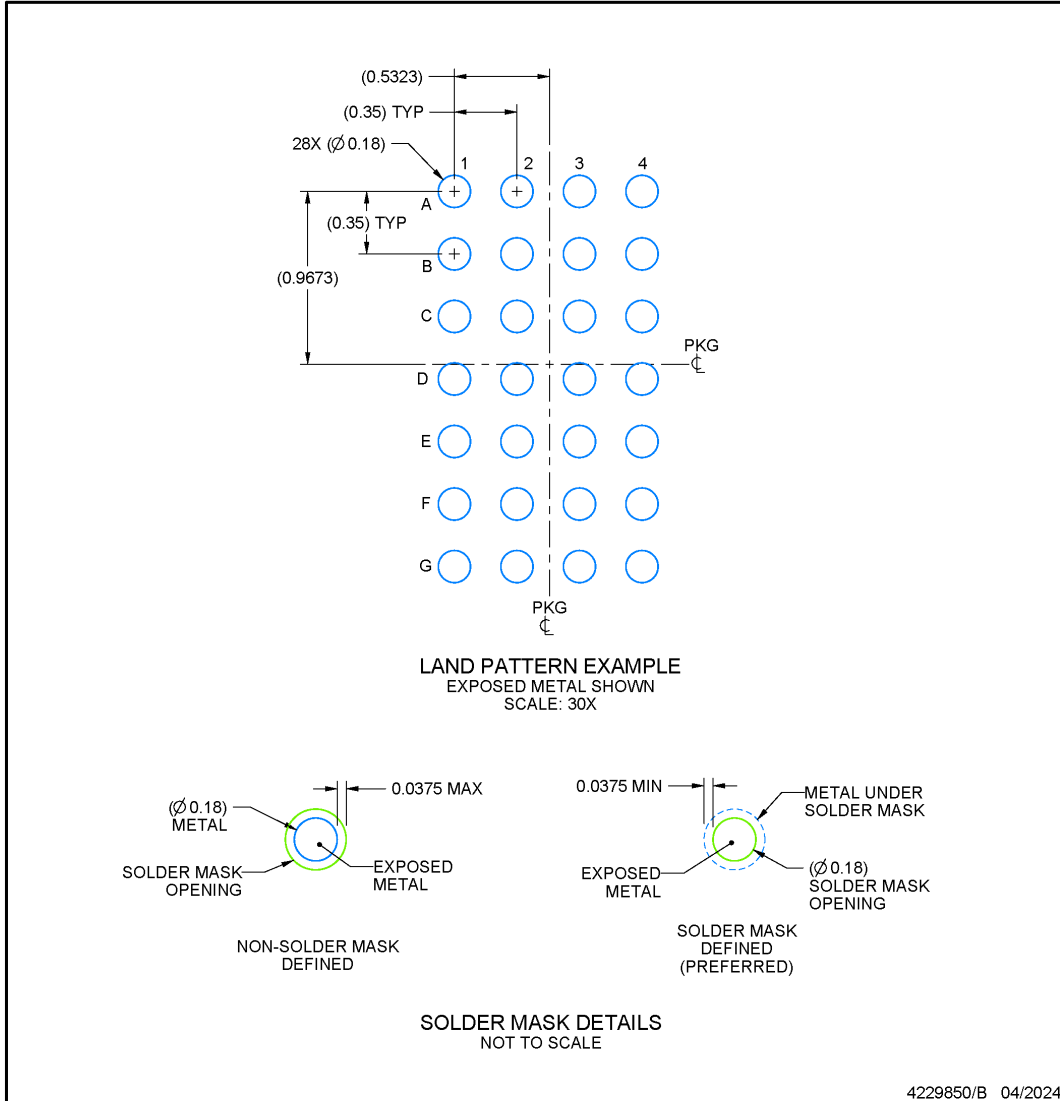 (0.5323)
(0.35) TYP
28X (Ø 0.18)
1
2
3
4
A
(0.35) TYP
B
(0.9673)
C
PKG
℄
D
E
F
G
PKG
℄
LAND PATTERN EXAMPLE
EXPOSED METAL SHOWN
SCALE: 30X
0.0375 MAX
(Ø 0.18)
METAL
SOLDER MASK
OPENING
EXPOSED
METAL
NON-SOLDER MASK
DEFINED
0.0375 MIN
METAL UNDER
SOLDER MASK
EXPOSED
METAL
(Ø 0.18)
SOLDER MASK
OPENING
SOLDER MASK
DEFINED
(PREFERRED)
SOLDER MASK DETAILS
NOT TO SCALE
4229850/B 04/2024